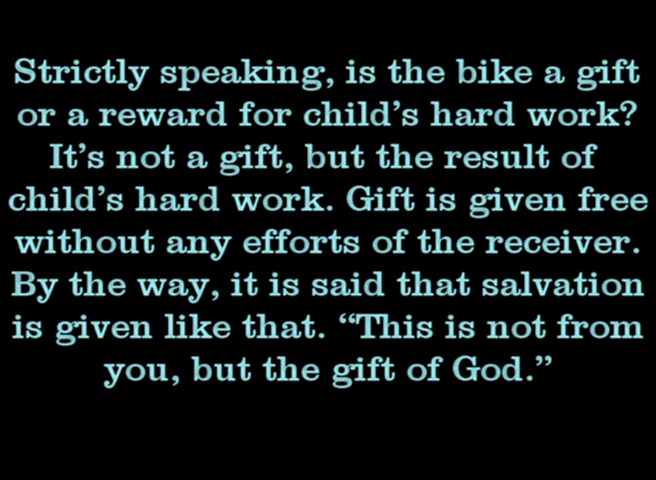 Strictly speaking, is the bike a gift
or a reward for child’s hard work?
It’s not a gift, but the result of
child’s hard work. Gift is given free
without any efforts of the receiver.
By the way, it is said that salvation
is given like that. “This is not from
you, but the gift of God.”